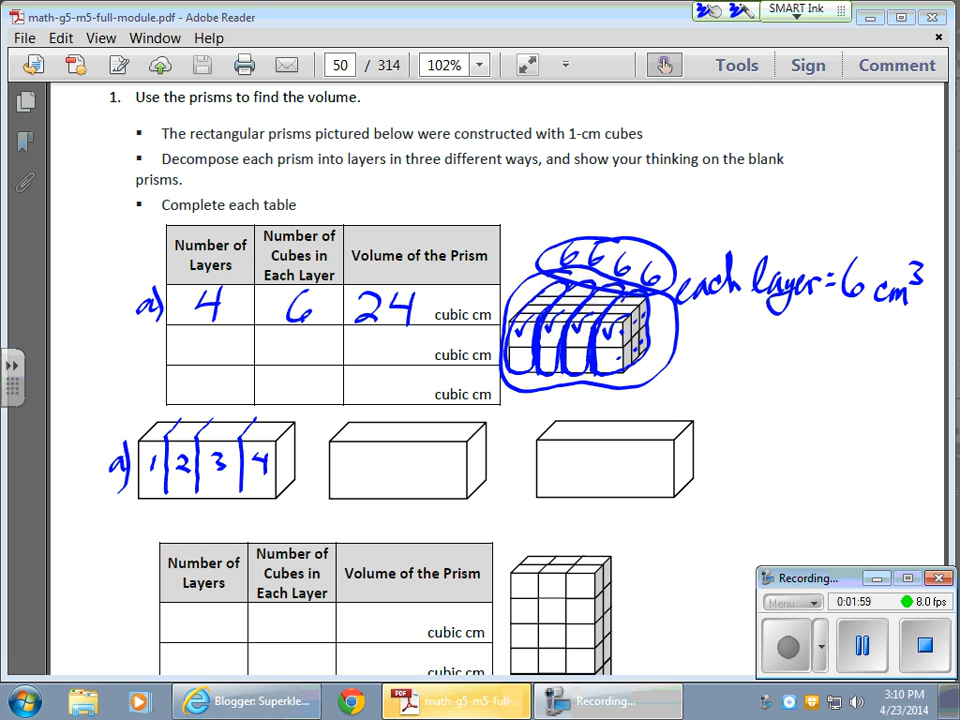 math-g5-m5-full-module.pdf - Adobe Reader
SMART Ink
File Edit View Window Help
50 / 314 102% Tools Sign Comment
1. Use the prisms to find the volume.
The rectangular prisms pictured below were constructed with 1-cm cubes
Decompose each prism into layers in three different ways, and show your thinking on the blank
prisms.
Complete each table
Number of Layers Number of Cubes in Each Layer Volume of the Prism
6 6 6 6
each layer = 6 cm³
a) 4 6 24 cubic cm
cubic cm
cubic cm
a) 1 2 3 4
Number of Layers Number of Cubes in Each Layer Volume of the Prism
cubic cm
cubic cm
Recording...
Menu 0:01:59 8.0 fps
Blogger: Superkle... math-g5-m5-full-... Recording...
3:10 PM
4/23/2014